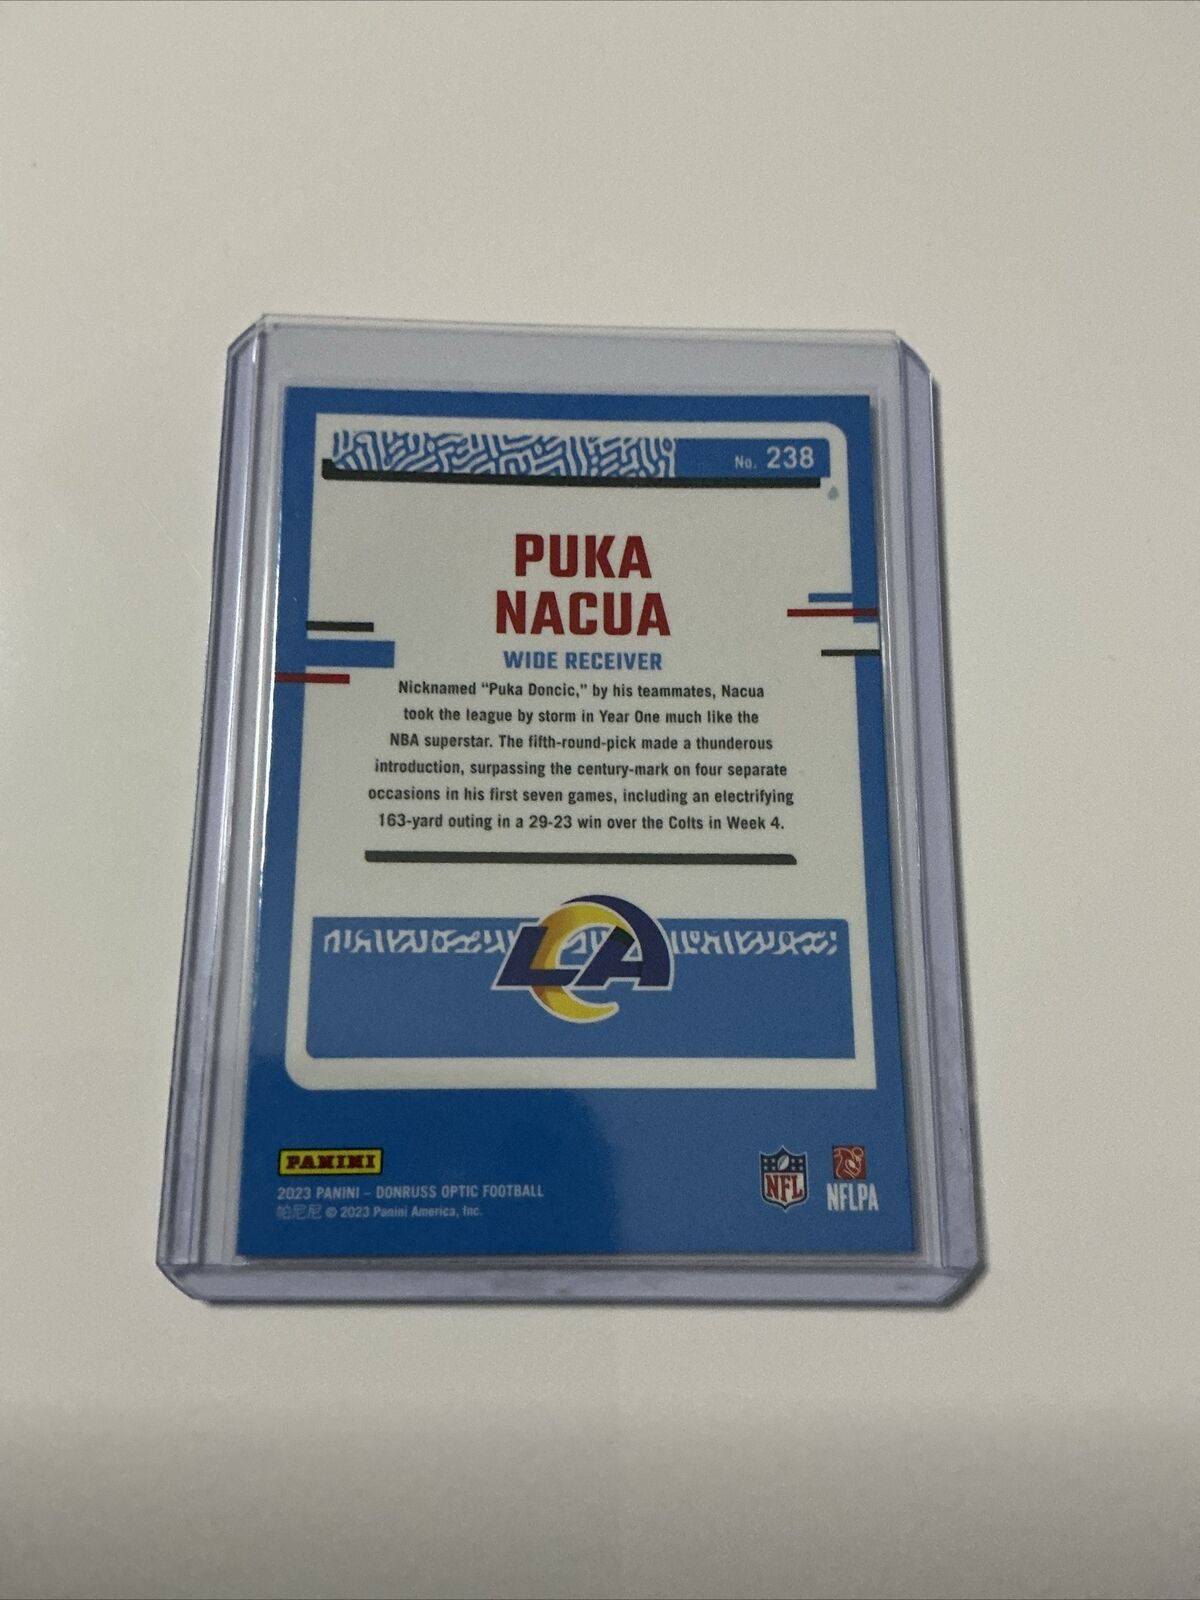 No. 238
PUKA
NACUA
WIDE RECEIVER
Nicknamed “Puka Doncic,” by his teammates, Nacua
took the league by storm in Year One much like the
NBA superstar. The fifth-round-pick made a thunderous
introduction, surpassing the century-mark on four separate
occasions in his first seven games, including an electrifying
163-yard outing in a 29-23 win over the Colts in Week 4.
LA
PANINI
2023 PANINI – DONRUSS OPTIC FOOTBALL
帕尼尼 © 2023 Panini America, Inc.
NFL
NFLPA